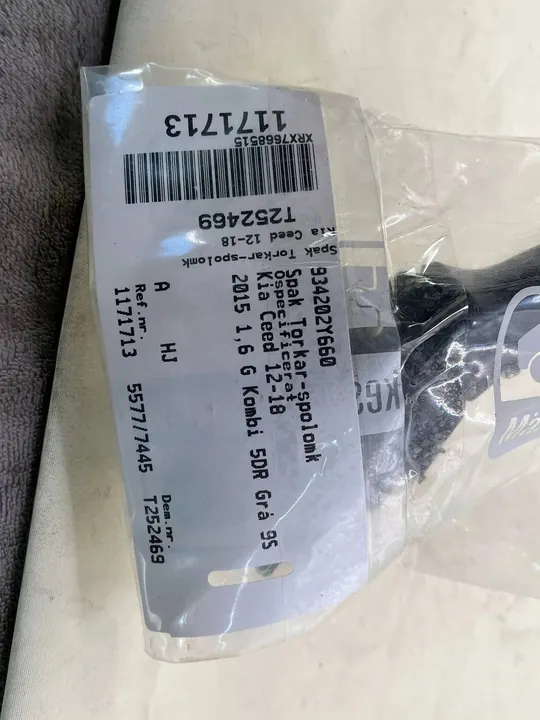 1171713
XRX7668515
T252469
Kia Ceed 12-18
Spak Torkar-spolomk
934202Y660
Spak Torkar-spolomk
Ospecificerat
Kia Ceed 12-18
2015 1,6 G Kombi 5DR Grå 9S
A HJ
Ref.nr. Dem.nr.
1171713 5577/7445 T252469